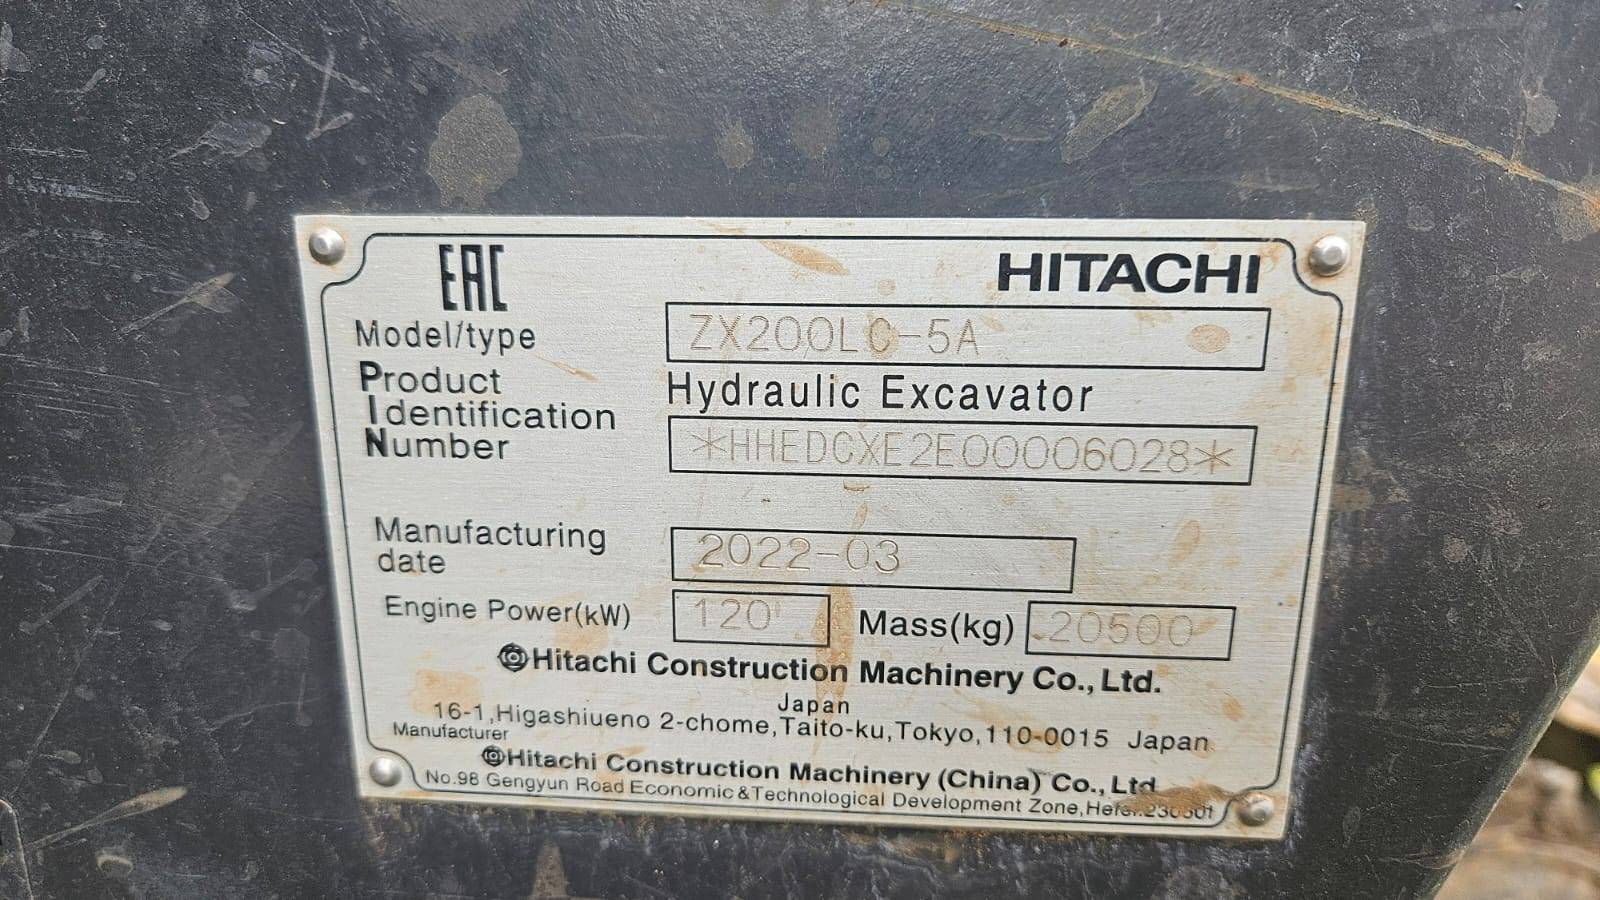 EAC HITACHI
Model/type ZX200LC-5A
Product Hydraulic Excavator
Identification
Number *HHEDCXE2E00006028*
Manufacturing
date 2022-03
Engine Power(kW) 120 Mass(kg) 20500
Hitachi Construction Machinery Co., Ltd.
Japan
16-1,Higashiueno 2-chome,Taito-ku,Tokyo,110-0015 Japan
Manufacturer
Hitachi Construction Machinery (China) Co., Ltd
No.98 Gengyun Road Economic & Technological Development Zone,